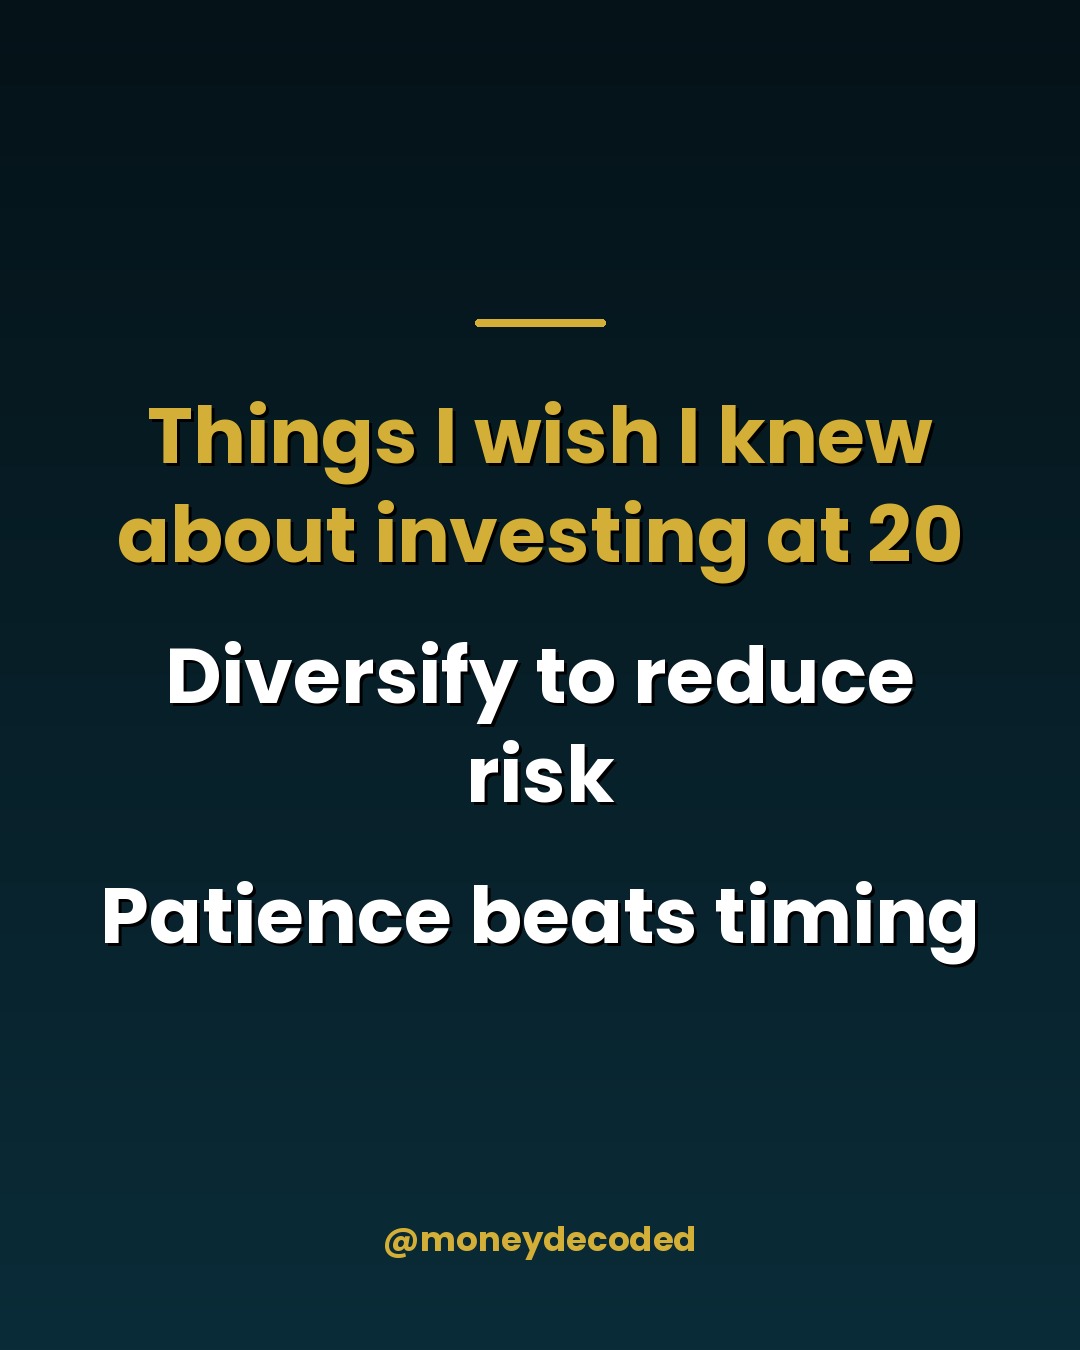 Things I wish I knew
about investing at 20
Diversify to reduce
risk
Patience beats timing
@moneydecoded